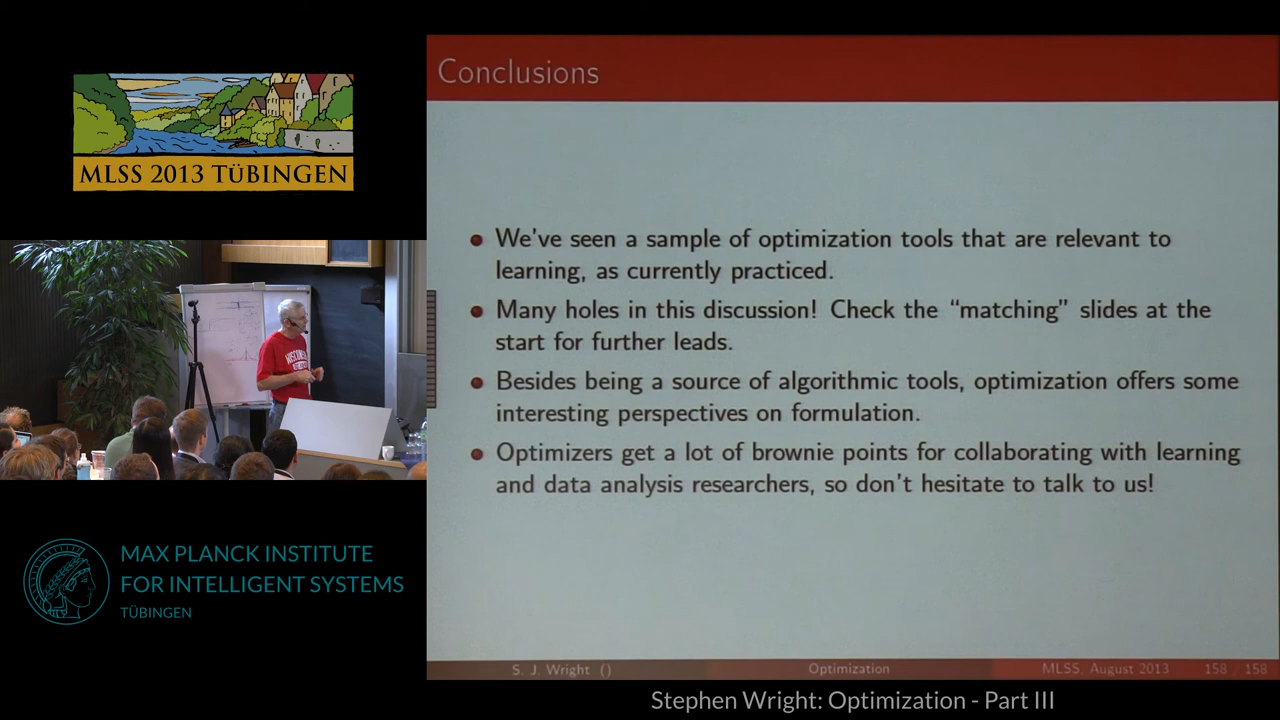 MLSS 2013 TÜBINGEN
MAX PLANCK INSTITUTE
FOR INTELLIGENT SYSTEMS
TÜBINGEN
Conclusions
We've seen a sample of optimization tools that are relevant to
learning, as currently practiced.
Many holes in this discussion! Check the “matching” slides at the
start for further leads.
Besides being a source of algorithmic tools, optimization offers some
interesting perspectives on formulation.
Optimizers get a lot of brownie points for collaborating with learning
and data analysis researchers, so don't hesitate to talk to us!
S. J. Wright ()
Optimization
MLSS, August 2013
158 / 158
Stephen Wright: Optimization - Part III